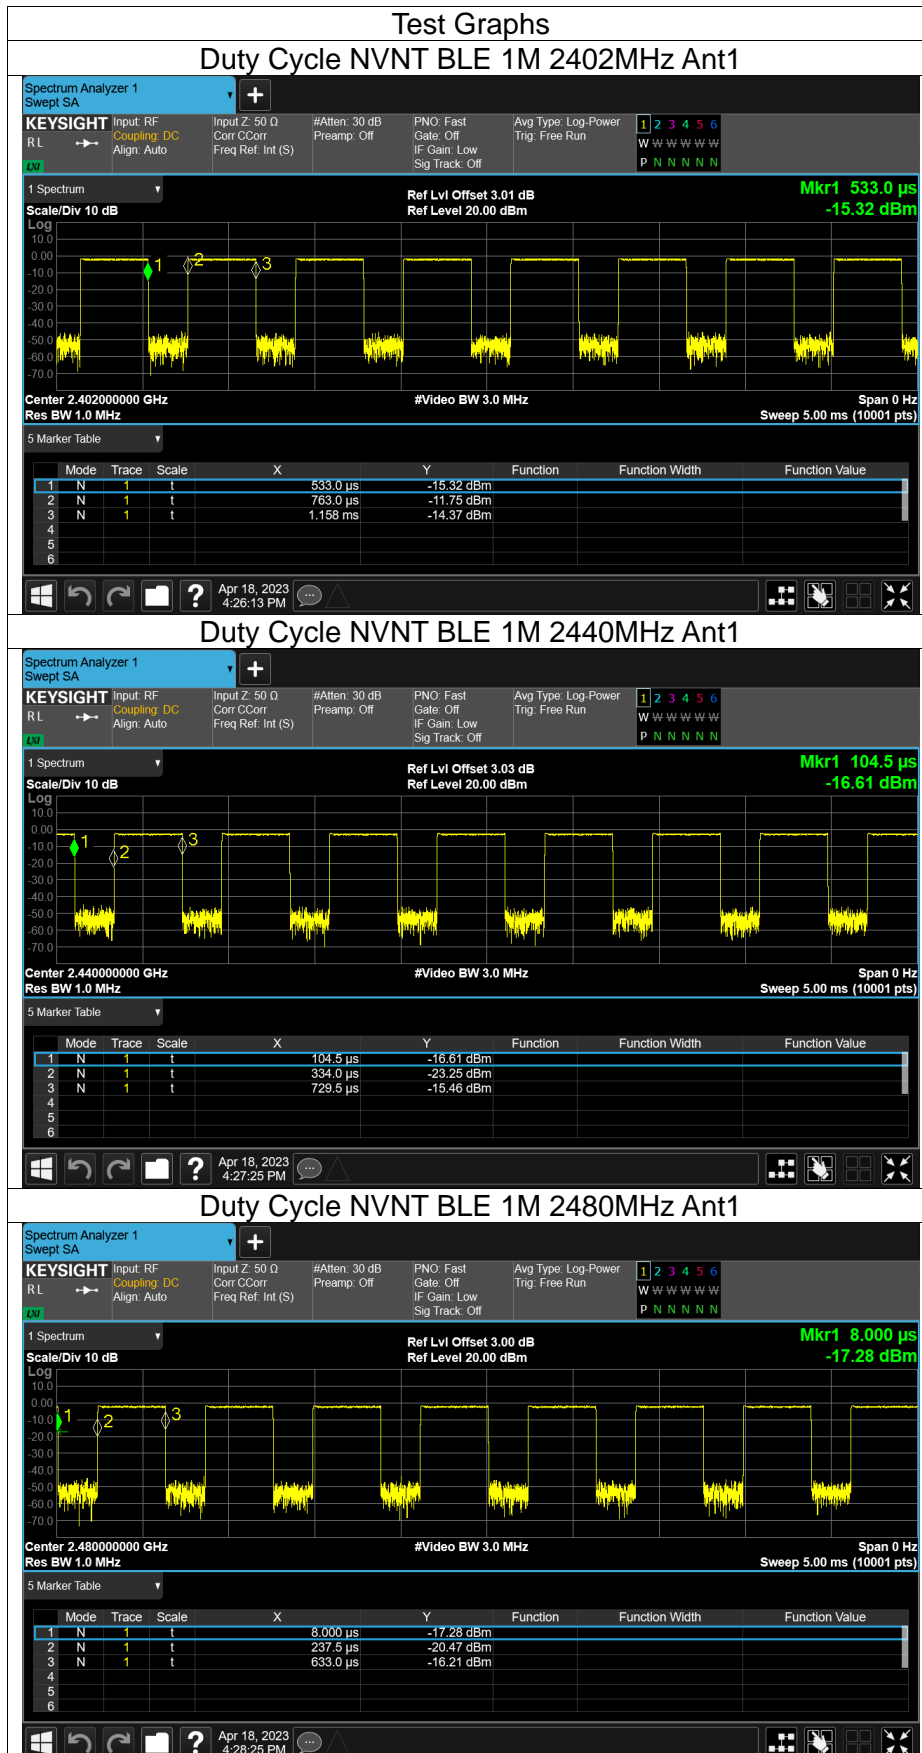 Test Graphs
Duty Cycle NVNT BLE 1M 2402MHz Ant1
Spectrum Analyzer 1
Swept SA
+
KEYSIGHT Input: RF Input Z: 50 Ω #Atten: 30 dB PNO: Fast Avg Type: Log-Power 1 2 3 4 5 6
RL Coupling: DC Corr CCorr Preamp: Off Gate: Off Trig: Free Run W W W W W W
Align: Auto Freq Ref: Int (S) IF Gain: Low
LXI Sig Track: Off P N N N N N
1 Spectrum Ref Lvl Offset 3.01 dB Mkr1 533.0 µs
Scale/Div 10 dB Ref Level 20.00 dBm -15.32 dBm
Log
10.0
0.00
-10.0
-20.0
-30.0
-40.0
-50.0
-60.0
-70.0
1 2 3
Center 2.402000000 GHz #Video BW 3.0 MHz Span 0 Hz
Res BW 1.0 MHz Sweep 5.00 ms (10001 pts)
5 Marker Table
Mode Trace Scale X Y Function Function Width Function Value
1 N 1 t 533.0 µs -15.32 dBm
2 N 1 t 763.0 µs -11.75 dBm
3 N 1 t 1.158 ms -14.37 dBm
4
5
6
? Apr 18, 2023
4:26:13 PM
Duty Cycle NVNT BLE 1M 2440MHz Ant1
Spectrum Analyzer 1
Swept SA
+
KEYSIGHT Input: RF Input Z: 50 Ω #Atten: 30 dB PNO: Fast Avg Type: Log-Power 1 2 3 4 5 6
RL Coupling: DC Corr CCorr Preamp: Off Gate: Off Trig: Free Run W W W W W W
Align: Auto Freq Ref: Int (S) IF Gain: Low
LXI Sig Track: Off P N N N N N
1 Spectrum Ref Lvl Offset 3.03 dB Mkr1 104.5 µs
Scale/Div 10 dB Ref Level 20.00 dBm -16.61 dBm
Log
10.0
0.00
-10.0
-20.0
-30.0
-40.0
-50.0
-60.0
-70.0
1 2 3
Center 2.440000000 GHz #Video BW 3.0 MHz Span 0 Hz
Res BW 1.0 MHz Sweep 5.00 ms (10001 pts)
5 Marker Table
Mode Trace Scale X Y Function Function Width Function Value
1 N 1 t 104.5 µs -16.61 dBm
2 N 1 t 334.0 µs -23.25 dBm
3 N 1 t 729.5 µs -15.46 dBm
4
5
6
? Apr 18, 2023
4:27:25 PM
Duty Cycle NVNT BLE 1M 2480MHz Ant1
Spectrum Analyzer 1
Swept SA
+
KEYSIGHT Input: RF Input Z: 50 Ω #Atten: 30 dB PNO: Fast Avg Type: Log-Power 1 2 3 4 5 6
RL Coupling: DC Corr CCorr Preamp: Off Gate: Off Trig: Free Run W W W W W W
Align: Auto Freq Ref: Int (S) IF Gain: Low
LXI Sig Track: Off P N N N N N
1 Spectrum Ref Lvl Offset 3.00 dB Mkr1 8.000 µs
Scale/Div 10 dB Ref Level 20.00 dBm -17.28 dBm
Log
10.0
0.00
-10.0
-20.0
-30.0
-40.0
-50.0
-60.0
-70.0
1 2 3
Center 2.480000000 GHz #Video BW 3.0 MHz Span 0 Hz
Res BW 1.0 MHz Sweep 5.00 ms (10001 pts)
5 Marker Table
Mode Trace Scale X Y Function Function Width Function Value
1 N 1 t 8.000 µs -17.28 dBm
2 N 1 t 237.5 µs -20.47 dBm
3 N 1 t 633.0 µs -16.21 dBm
4
5
6
? Apr 18, 2023
4:28:25 PM